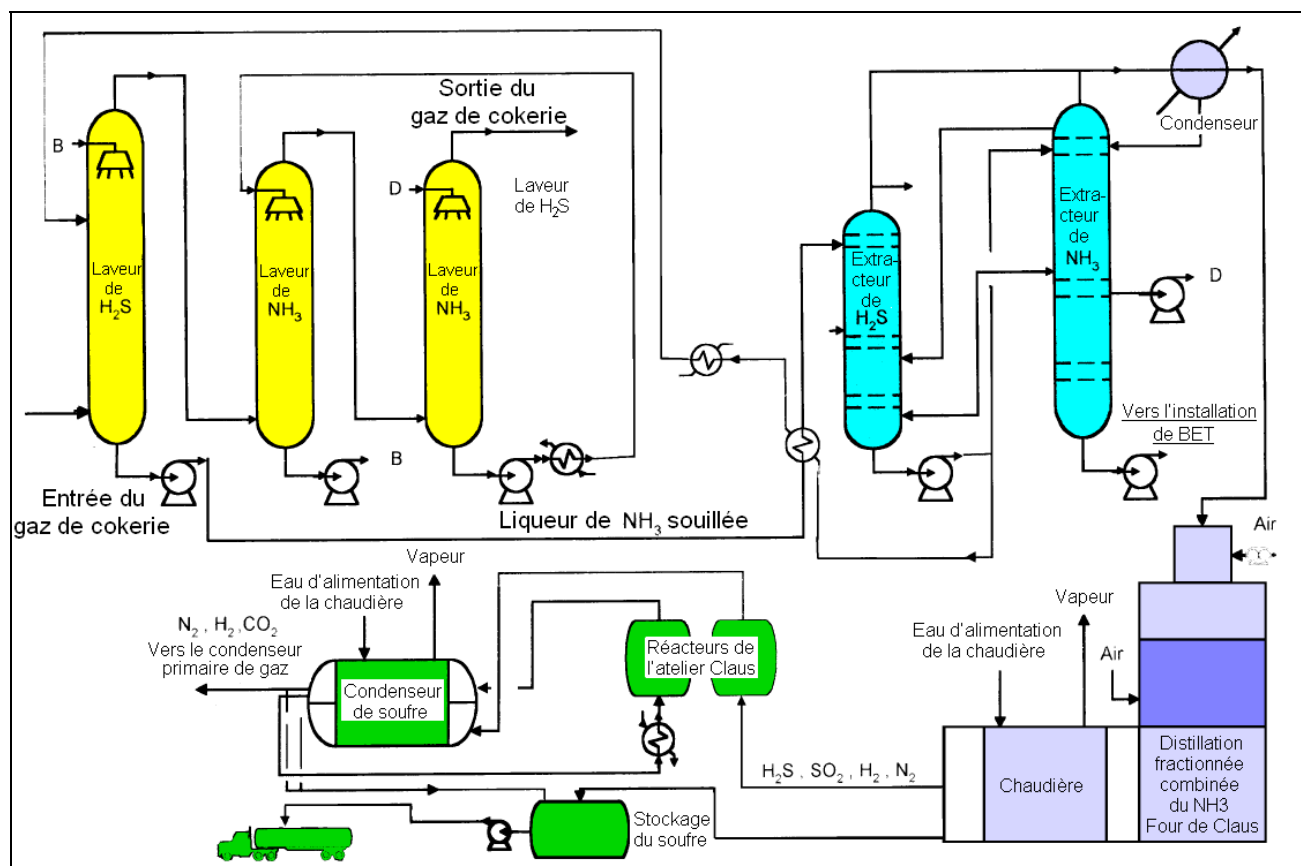 Sortie du
gaz de cokerie
Condenseur
B
D
Laveur
de H₂S
Laveur
de
H₂S
Laveur
de
NH₃
Laveur
de
NH₃
Extra-
cteur
de
H₂S
Extra-
cteur
de
NH₃
D
Vers l'installation
de BET
B
Entrée du
gaz de cokerie
Liqueur de NH₃ souillée
Air
Vapeur
Eau d'alimentation
de la chaudière
N₂ , H₂ ,CO₂
Vers le condenseur
primaire de gaz
Condenseur
de soufre
Réacteurs de
l'atelier Claus
Vapeur
Eau d'alimentation
de la chaudière
Air
H₂S , SO₂ , H₂ , N₂
Chaudière
Distillation
fractionnée
combinée
du NH3
Four de Claus
Stockage
du soufre